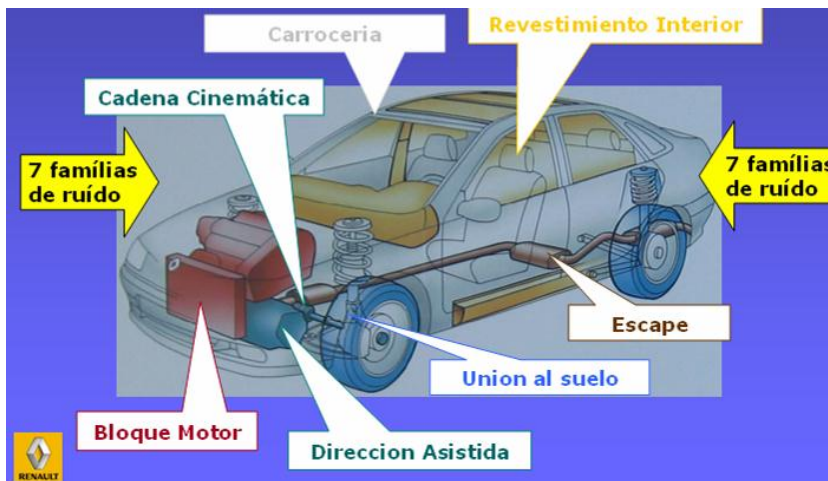 Carroceria
Revestimiento Interior
Cadena Cinemática
7 famílias
de ruído
7 famílias
de ruído
Escape
Union al suelo
Bloque Motor
Direccion Asistida
RENAULT